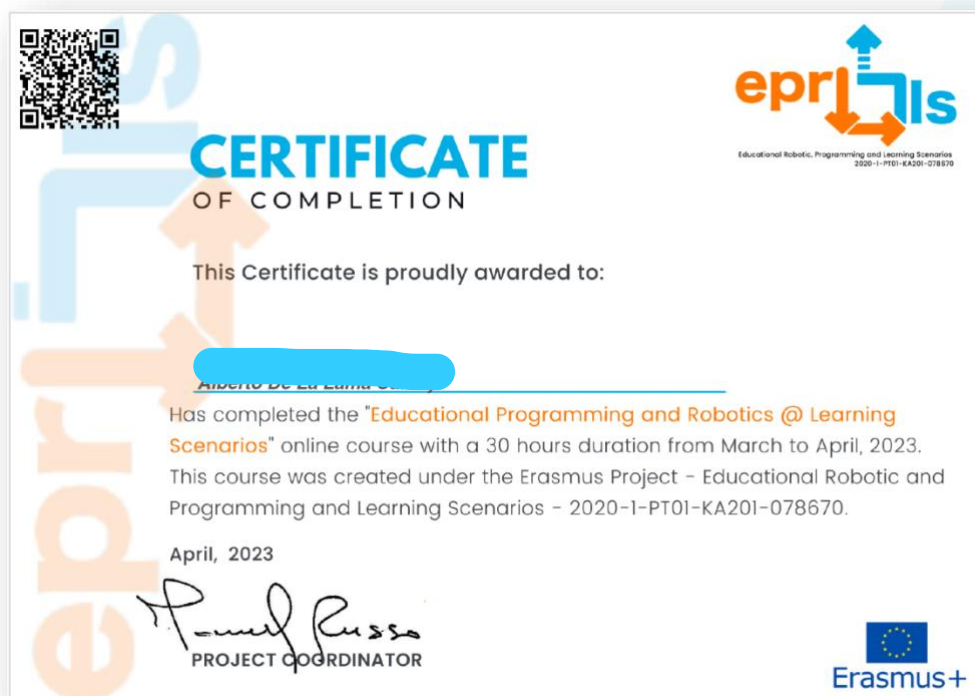 epr ls
Educational Robotic, Programming and Learning Scenarios
2020-1-PT01-KA201-078670
CERTIFICATE
OF COMPLETION
This Certificate is proudly awarded to:
Has completed the "Educational Programming and Robotics @ Learning
Scenarios" online course with a 30 hours duration from March to April, 2023.
This course was created under the Erasmus Project - Educational Robotic and
Programming and Learning Scenarios - 2020-1-PT01-KA201-078670.
April, 2023
PROJECT COORDINATOR
Erasmus+